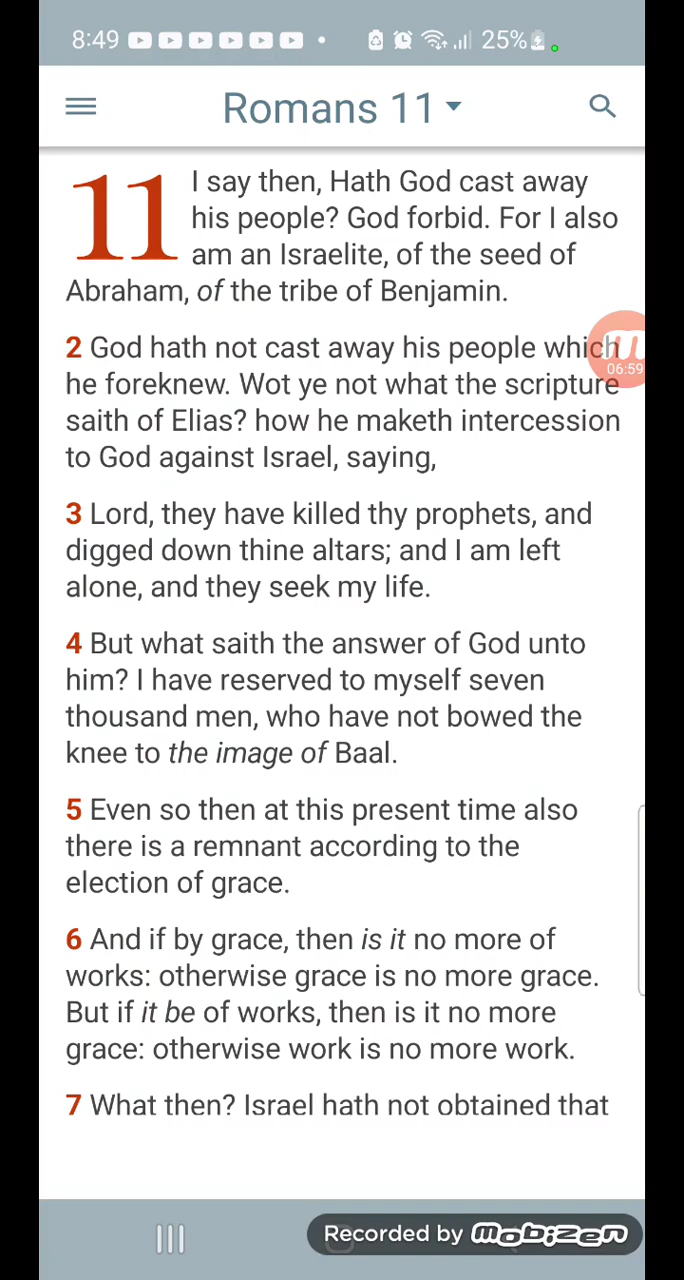 8:49 25%
Romans 11
11 I say then, Hath God cast away
his people? God forbid. For I also
am an Israelite, of the seed of
Abraham, of the tribe of Benjamin.
2 God hath not cast away his people which
06:59
he foreknew. Wot ye not what the scripture
saith of Elias? how he maketh intercession
to God against Israel, saying,
3 Lord, they have killed thy prophets, and
digged down thine altars; and I am left
alone, and they seek my life.
4 But what saith the answer of God unto
him? I have reserved to myself seven
thousand men, who have not bowed the
knee to the image of Baal.
5 Even so then at this present time also
there is a remnant according to the
election of grace.
6 And if by grace, then is it no more of
works: otherwise grace is no more grace.
But if it be of works, then is it no more
grace: otherwise work is no more work.
7 What then? Israel hath not obtained that
Recorded by mobizen